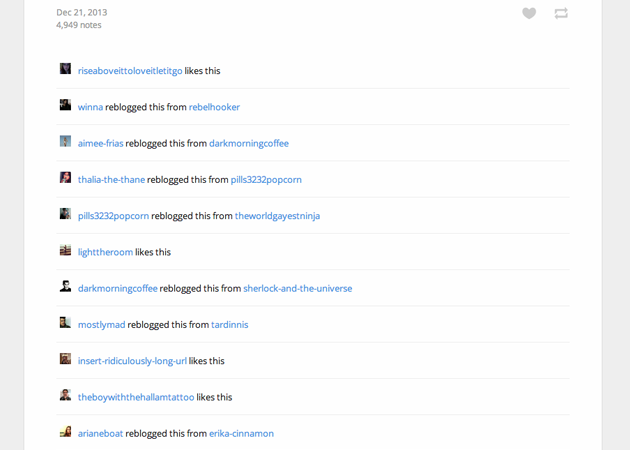 Dec 21, 2013
4,949 notes
riseaboveittoloveitletitgo likes this
winna reblogged this from rebelhooker
aimee-frias reblogged this from darkmorningcoffee
thalia-the-thane reblogged this from pills3232popcorn
pills3232popcorn reblogged this from theworldgayestninja
lighttheroom likes this
darkmorningcoffee reblogged this from sherlock-and-the-universe
mostlymad reblogged this from tardinnis
insert-ridiculously-long-url likes this
theboywiththehallamtattoo likes this
arianeboat reblogged this from erika-cinnamon